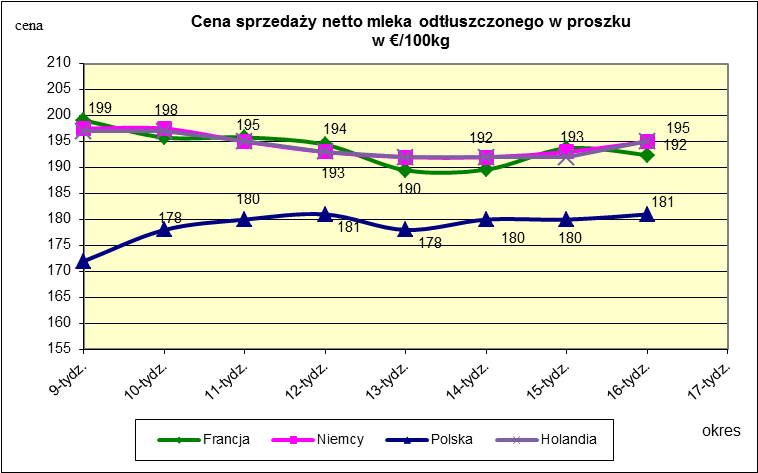 cena
Cena sprzedaży netto mleka odtłuszczonego w proszku
w €/100kg
210
205
200
195
190
185
180
175
170
165
160
155
199
198
195
194
193
190
192
193
195
192
178
180
181
178
180
180
181
9-tydz.
10-tydz.
11-tydz.
12-tydz.
13-tydz.
14-tydz.
15-tydz.
16-tydz.
17-tydz.
okres
Francja
Niemcy
Polska
Holandia